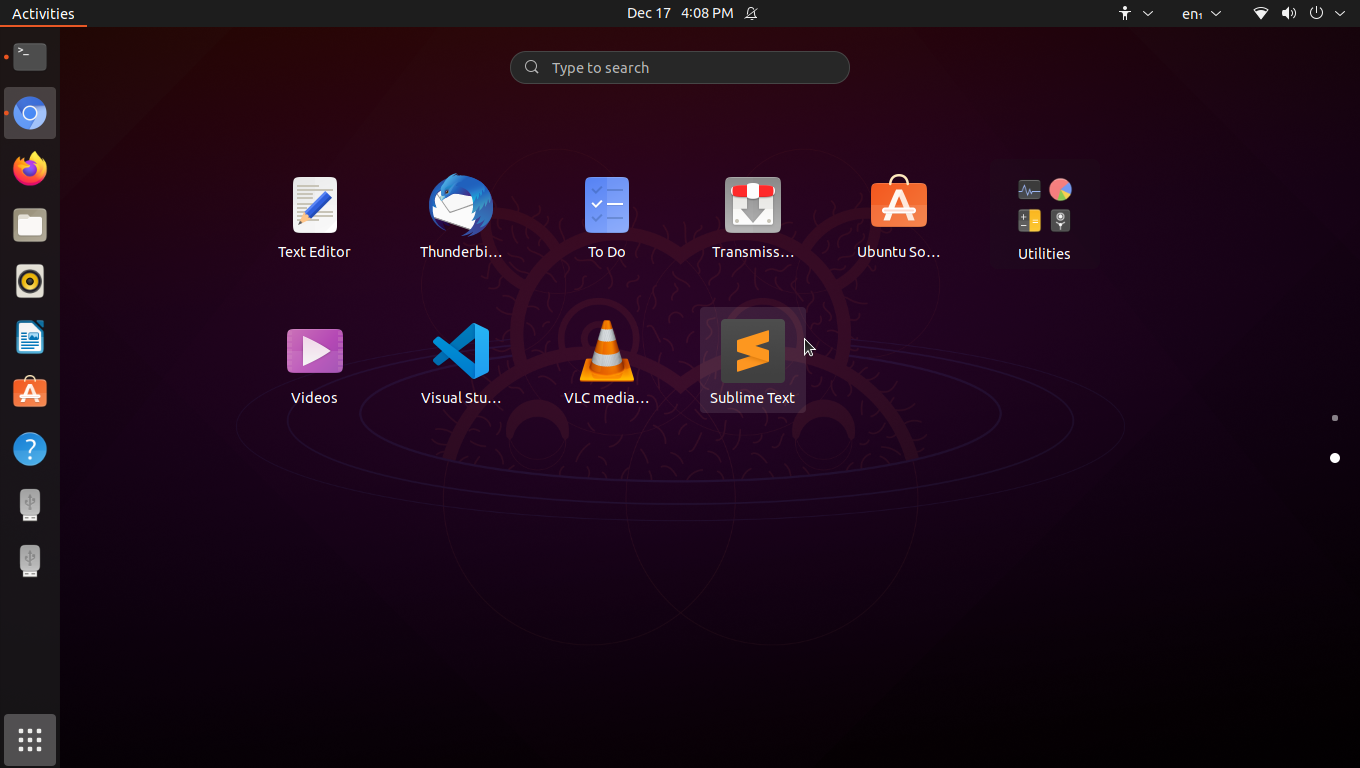 Activities
Dec 17 4:08 PM
en₁
Type to search
Text Editor
Thunderbi...
To Do
Transmiss...
Ubuntu So...
Utilities
Videos
Visual Stu...
VLC media...
Sublime Text